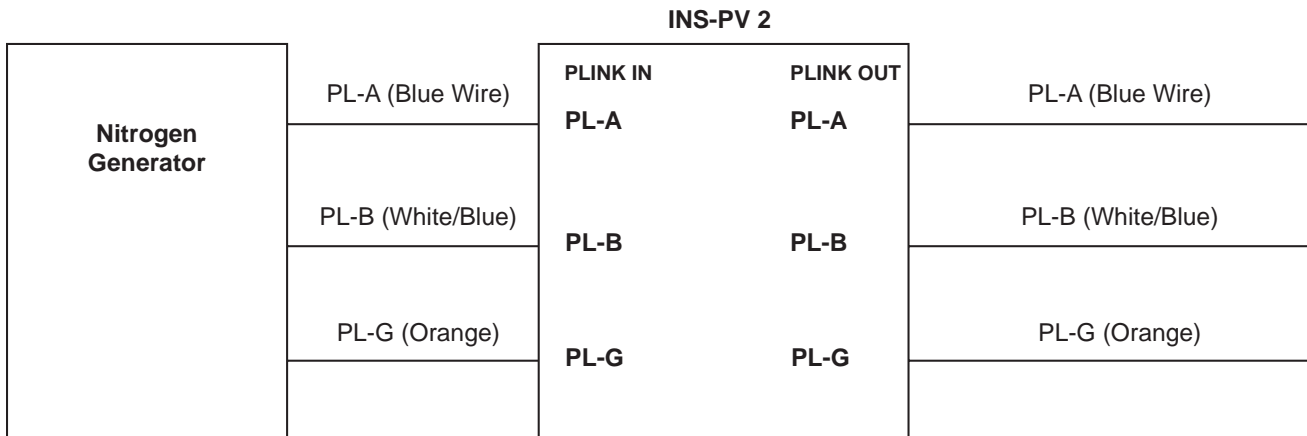 INS-PV 2
Nitrogen
Generator
PL-A (Blue Wire)
PL-B (White/Blue)
PL-G (Orange)
PLINK IN
PL-A
PL-B
PL-G
PLINK OUT
PL-A
PL-B
PL-G
PL-A (Blue Wire)
PL-B (White/Blue)
PL-G (Orange)